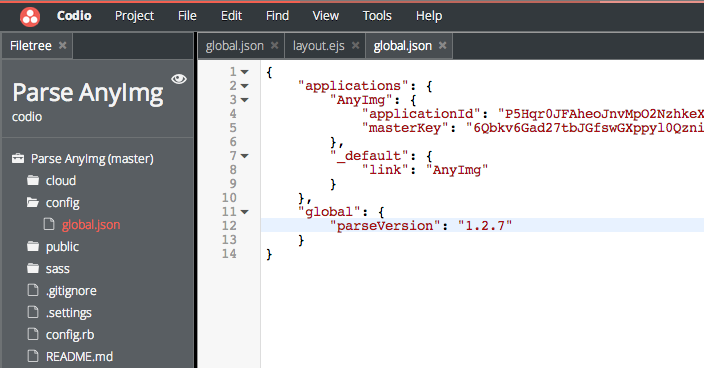 Codio Project File Edit Find View Tools Help
Filetree × global.json × layout.ejs × global.json ×
Parse AnyImg
codio
Parse AnyImg (master)
cloud
config
global.json
public
sass
.gitignore
.settings
config.rb
README.md
1 {
2 "applications": {
3 "AnyImg": {
4 "applicationId": "P5Hqr0JFAheoJnvMpO2NzhkeX
5 "masterKey": "6Qbkv6Gad27tbJGfswGXppyl0Qzni
6 },
7 "_default": {
8 "link": "AnyImg"
9 }
10 },
11 "global": {
12 "parseVersion": "1.2.7"
13 }
14 }